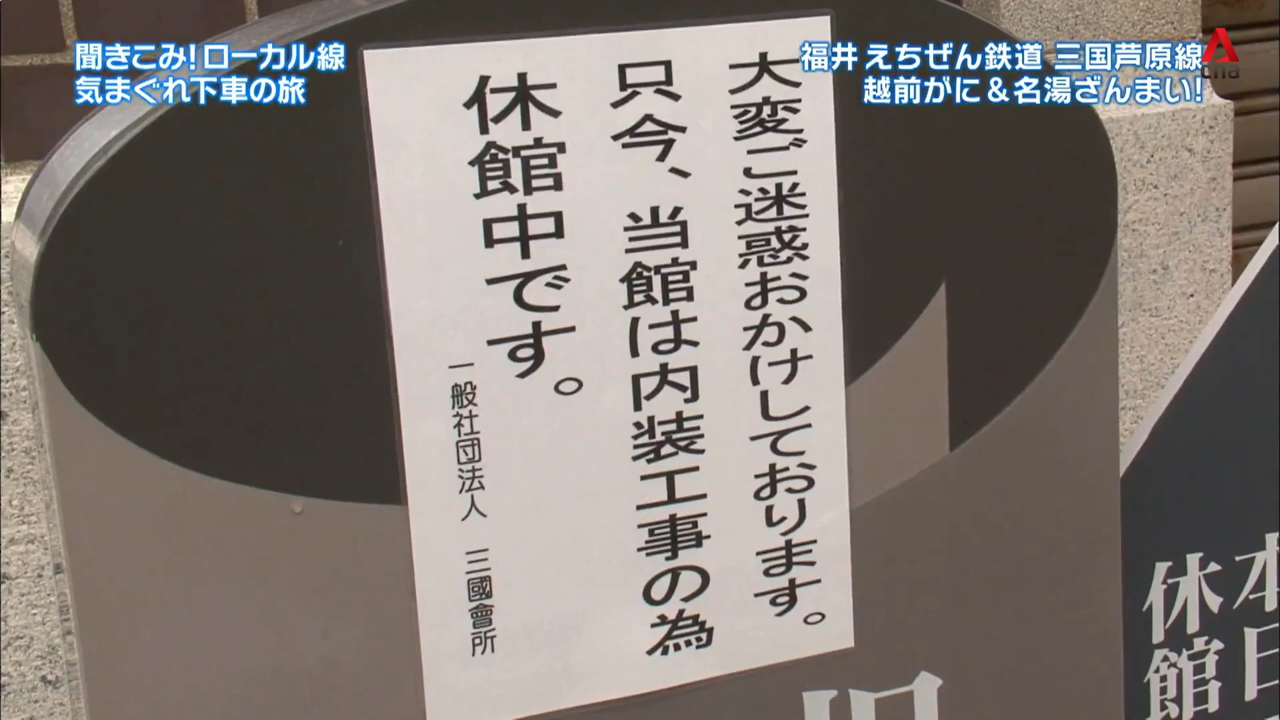 聞きこみ!ローカル線
気まぐれ下車の旅
福井 えちぜん鉄道 三国芦原線
越前がに&名湯ざんまい!
cna
大変ご迷惑おかけしております。
只今、当館は内装工事の為
休館中です。
一般社団法人 三國會所
本日
休館
旧